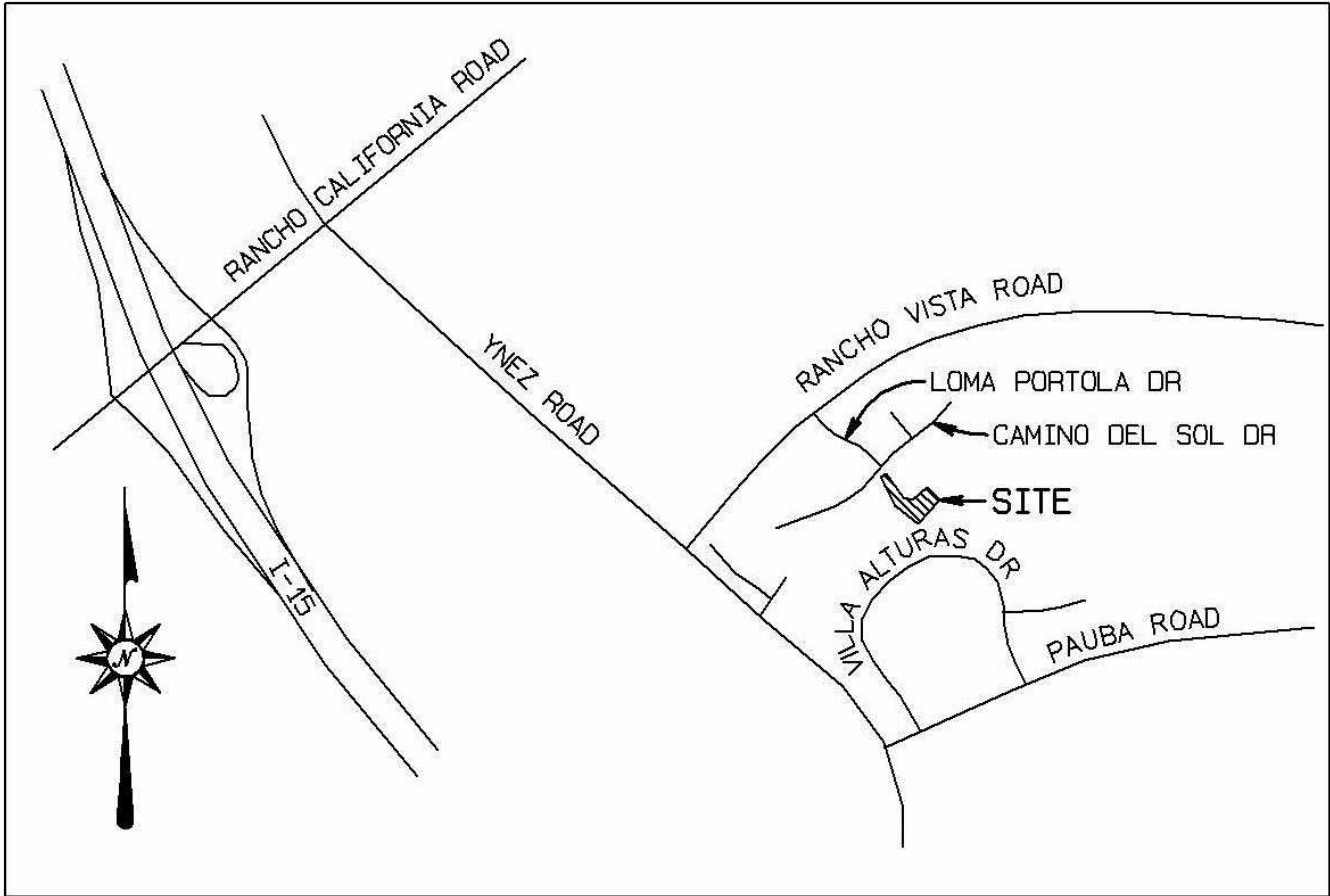 RANCHO CALIFORNIA ROAD
YNEZ ROAD
RANCHO VISTA ROAD
LOMA PORTOLA DR
CAMINO DEL SOL DR
SITE
VILLA ALTURAS DR
I-15
PAUBA ROAD
N